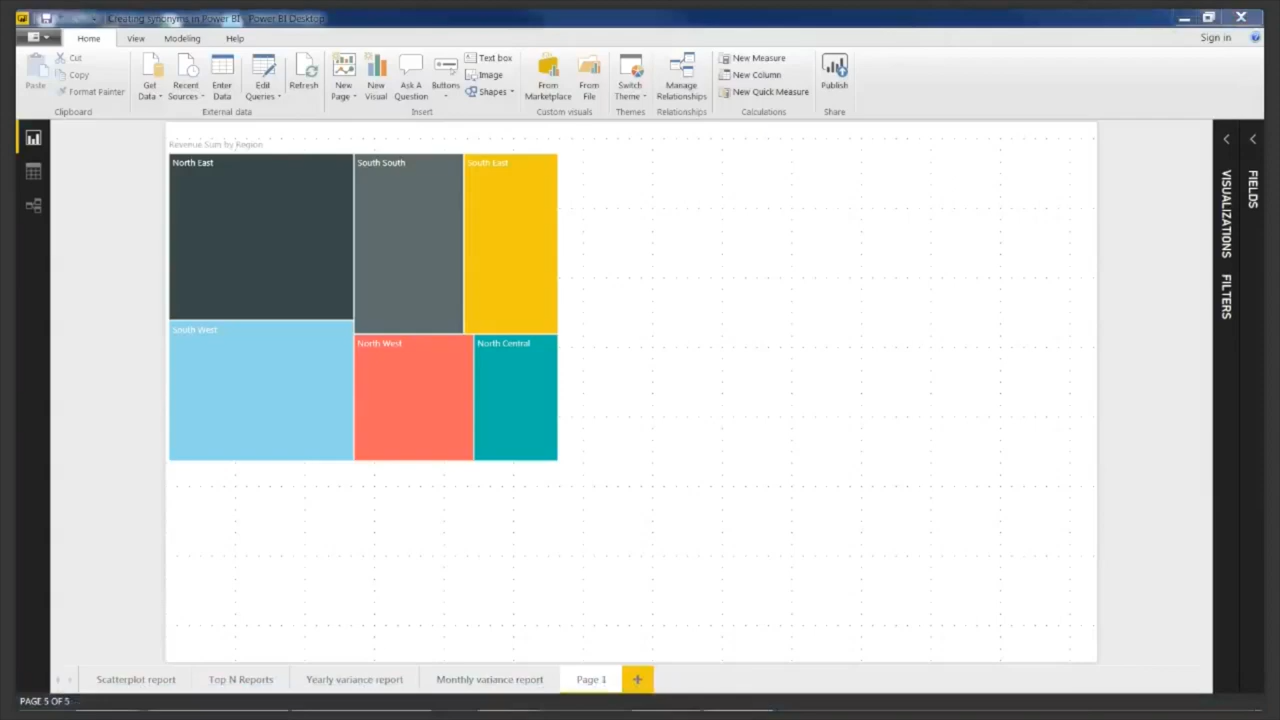 Creating synonyms in Power BI - Power BI Desktop
Home View Modeling Help
Sign in
Paste
Cut
Copy
Format Painter
Clipboard
Get Data
Recent Sources
Enter Data
Edit Queries
Refresh
External data
New Page
New Visual
Ask A Question
Buttons
Text box
Image
Shapes
Insert
From Marketplace
From File
Custom visuals
Switch Theme
Themes
Manage Relationships
Relationships
New Measure
New Column
New Quick Measure
Calculations
Publish
Share
Revenue Sum by Region
North East
South South
South East
South West
North West
North Central
VISUALIZATIONS
FILTERS
FIELDS
Scatterplot report
Top N Reports
Yearly variance report
Monthly variance report
Page 1
PAGE 5 OF 5